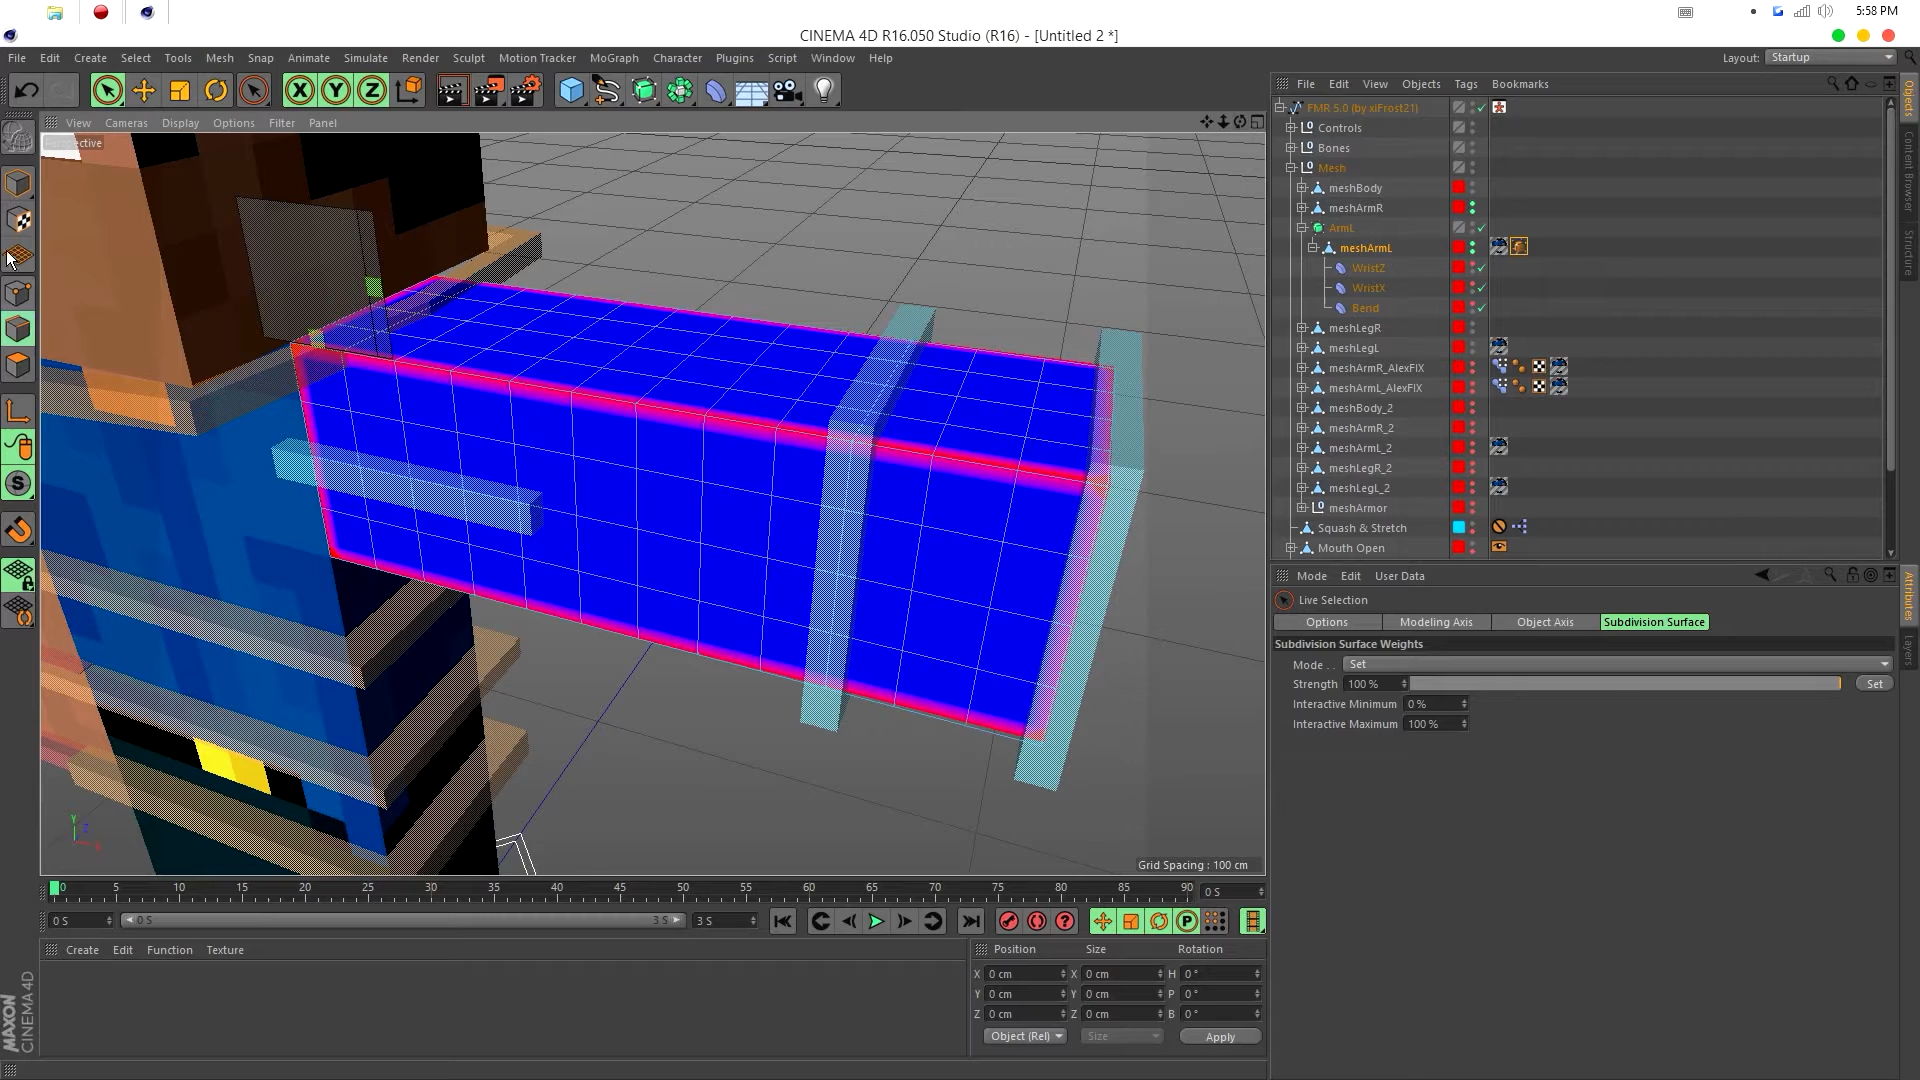 5:58 PM
CINEMA 4D R16.050 Studio (R16) - [Untitled 2 *]
File Edit Create Select Tools Mesh Snap Animate Simulate Render Sculpt Motion Tracker MoGraph Character Plugins Script Window Help
Layout: Startup
X Y Z
File Edit View Objects Tags Bookmarks
View Cameras Display Options Filter Panel
Perspective
FMR 5.0 (by xiFrost21)
Controls
Bones
Mesh
meshBody
meshArmR
ArmL
meshArmL
WristZ
WristX
Bend
meshLegR
meshLegL
meshArmR_AlexFIX
meshArmL_AlexFIX
meshBody_2
meshArmR_2
meshArmL_2
meshLegR_2
meshLegL_2
meshArmor
Squash & Stretch
Mouth Open
Objects
Content Browser
Structure
Mode Edit User Data
Live Selection
Options Modeling Axis Object Axis Subdivision Surface
Subdivision Surface Weights
Mode . . Set
Strength 100 % Set
Interactive Minimum 0 %
Interactive Maximum 100 %
Attributes
Layers
S
Y
Z
X
Grid Spacing : 100 cm
0 5 10 15 20 25 30 35 40 45 50 55 60 65 70 75 80 85 90 0 S
0 S 0 S 3 S 3 S
? P
Create Edit Function Texture
Position Size Rotation
X 0 cm X 0 cm H 0 °
Y 0 cm Y 0 cm P 0 °
Z 0 cm Z 0 cm B 0 °
Object (Rel) Size Apply
MAXON
CINEMA 4D